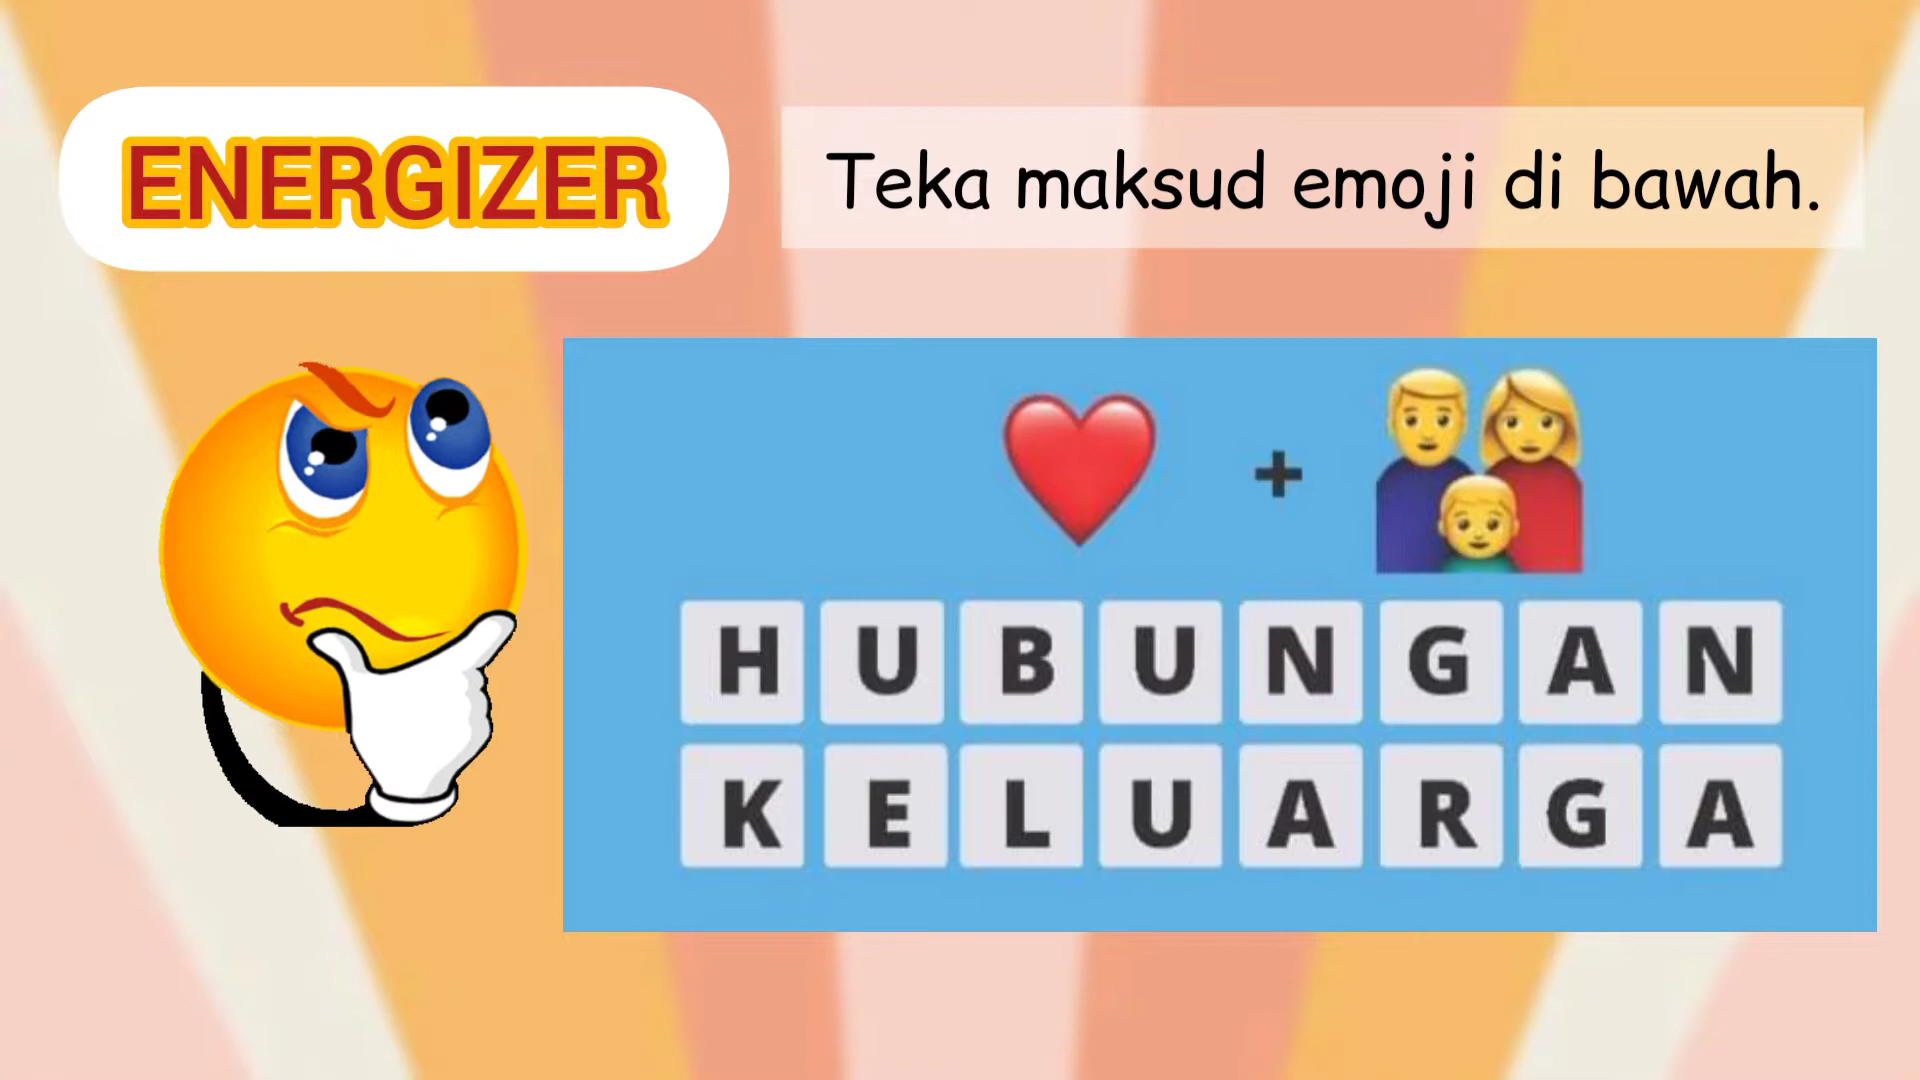 ENERGIZER
Teka maksud emoji di bawah.
+
HUBUNGAN
KELUARGA